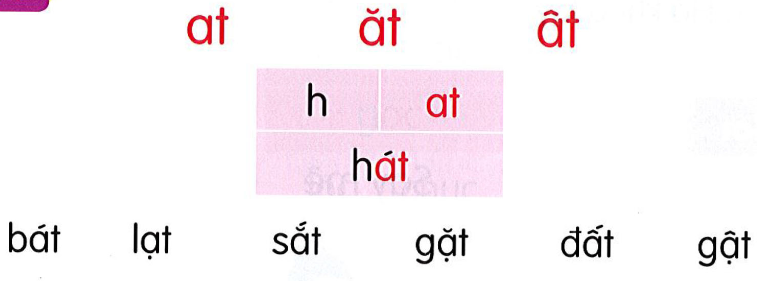 at ăt ât
h at
hát
bát lạt sắt gặt đất gật